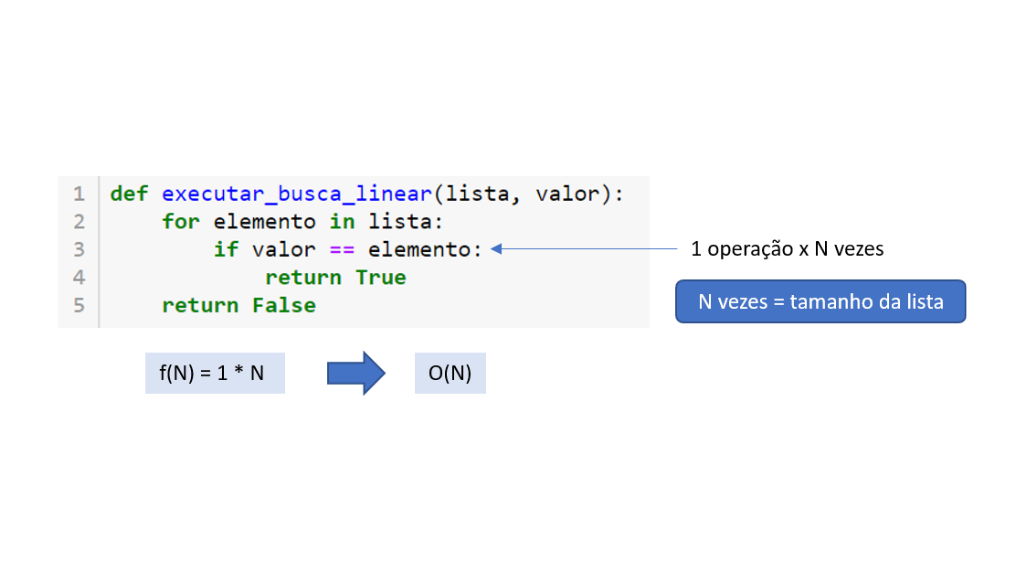 1 def executar_busca_linear(lista, valor):
2     for elemento in lista:
3         if valor == elemento:
4             return True
5     return False
1 operação x N vezes
N vezes = tamanho da lista
f(N) = 1 * N
O(N)